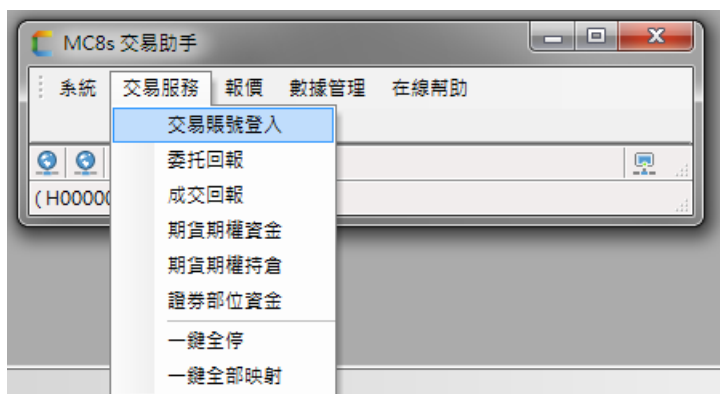 MC8s 交易助手
系統 交易服務 報價 數據管理 在線幫助
交易賬號登入
委托回報
(H00000
成交回報
期貨期權資金
期貨期權持倉
證券部位資金
一鍵全停
一鍵全部映射